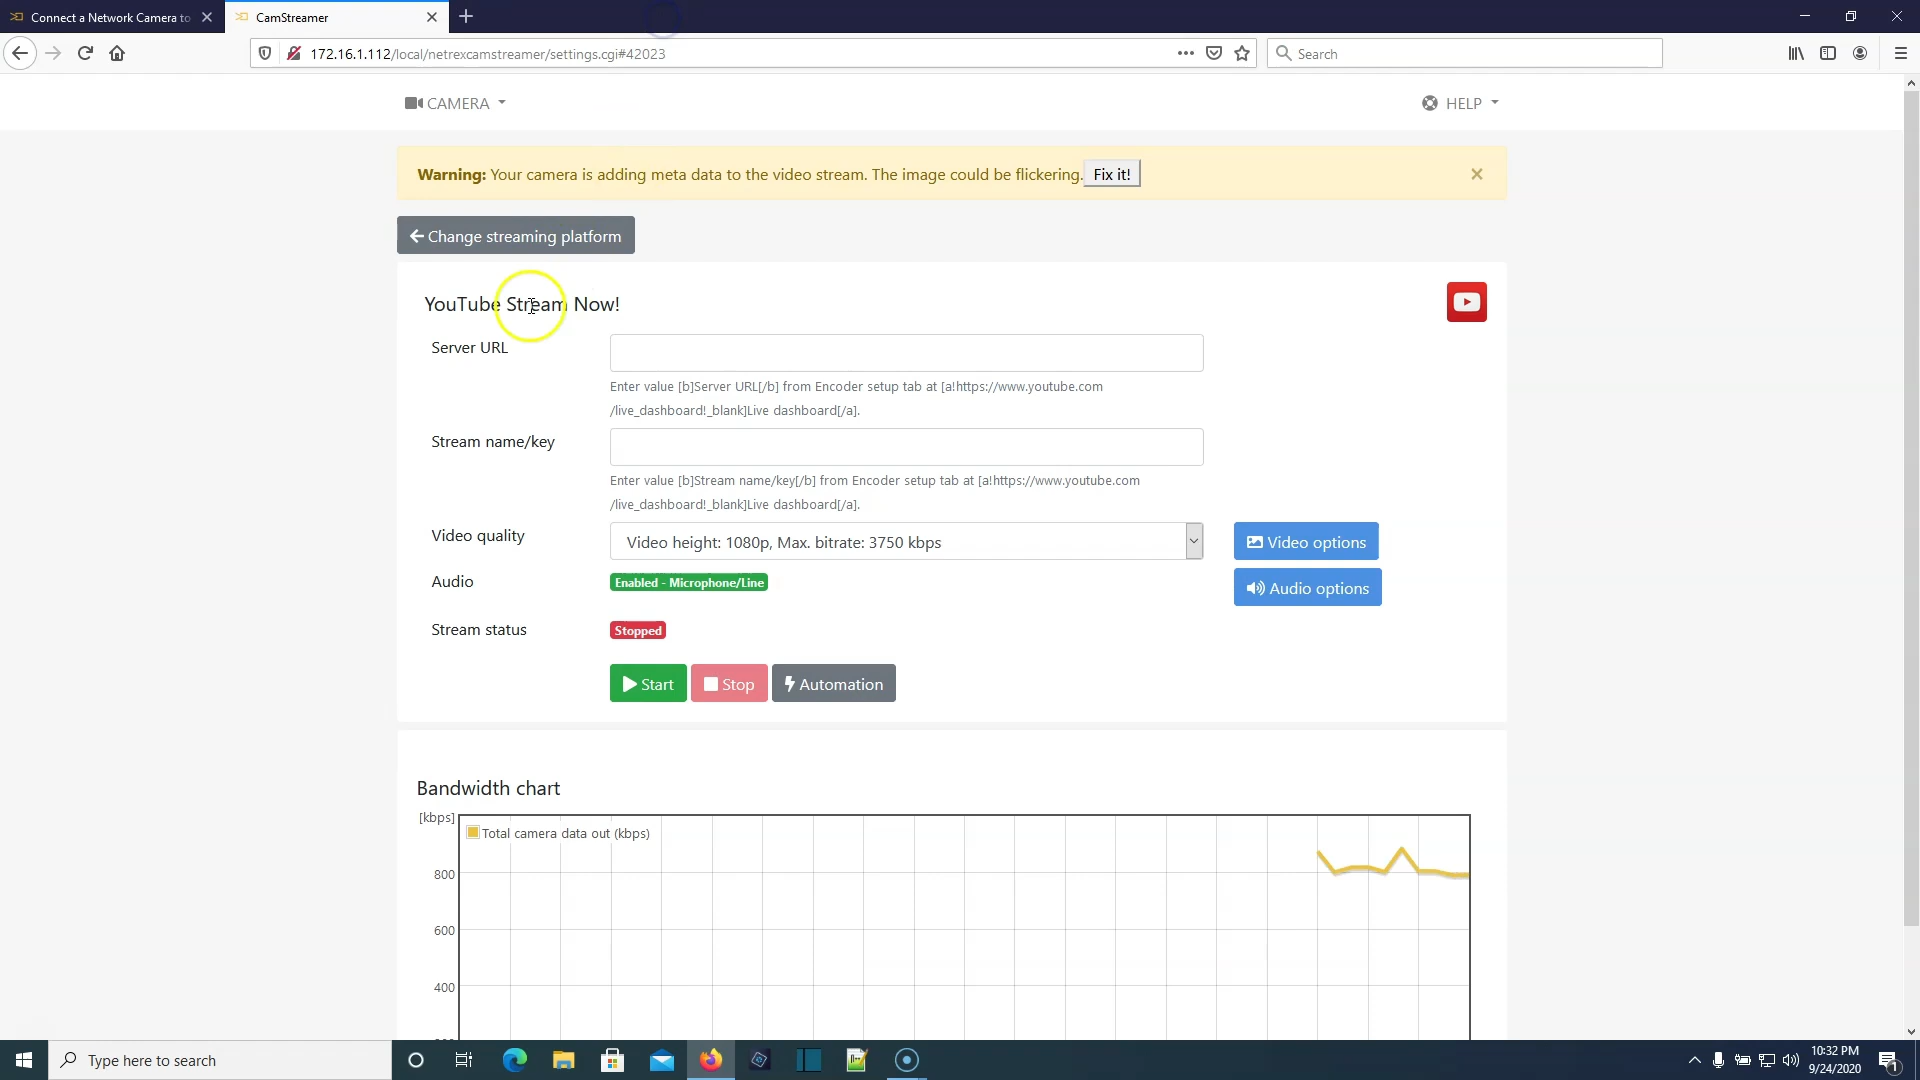 Connect a Network Camera to
CamStreamer
172.16.1.112/local/netrexcamstreamer/settings.cgi#42023
Search
CAMERA
HELP
Warning: Your camera is adding meta data to the video stream. The image could be flickering. Fix it!
Change streaming platform
YouTube Stream Now!
Server URL
Enter value [b]Server URL[/b] from Encoder setup tab at [a!https://www.youtube.com
/live_dashboard!_blank]Live dashboard[/a].
Stream name/key
Enter value [b]Stream name/key[/b] from Encoder setup tab at [a!https://www.youtube.com
/live_dashboard!_blank]Live dashboard[/a].
Video quality
Video height: 1080p, Max. bitrate: 3750 kbps
Video options
Audio
Enabled - Microphone/Line
Audio options
Stream status
Stopped
Start
Stop
Automation
Bandwidth chart
[kbps]
Total camera data out (kbps)
800
600
400
Type here to search
10:32 PM
9/24/2020
1